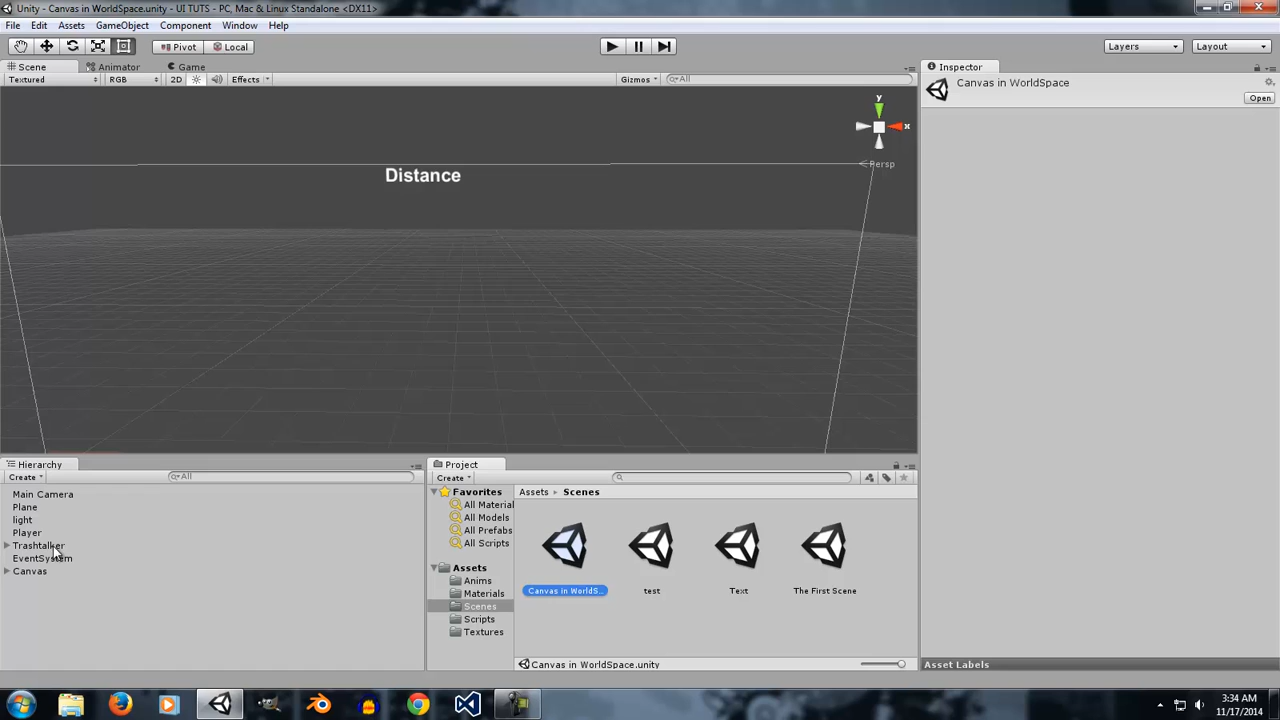 Unity - Canvas in WorldSpace.unity - UI TUTS - PC, Mac & Linux Standalone <DX11>
File Edit Assets GameObject Component Window Help
Pivot Local Layers Layout
Scene Animator Game Inspector
Textured RGB 2D Effects Gizmos All
Canvas in WorldSpace
Open
y
x
Persp
Distance
Hierarchy Project
Create All Create
Main Camera
Plane
light
Player
Trashtalker
EventSystem
Canvas
Favorites
All Material
All Models
All Prefabs
All Scripts
Assets
Anims
Materials
Scenes
Scripts
Textures
Assets Scenes
Canvas in WorldS... test Text The First Scene
Canvas in WorldSpace.unity
Asset Labels
3:34 AM
11/17/2014